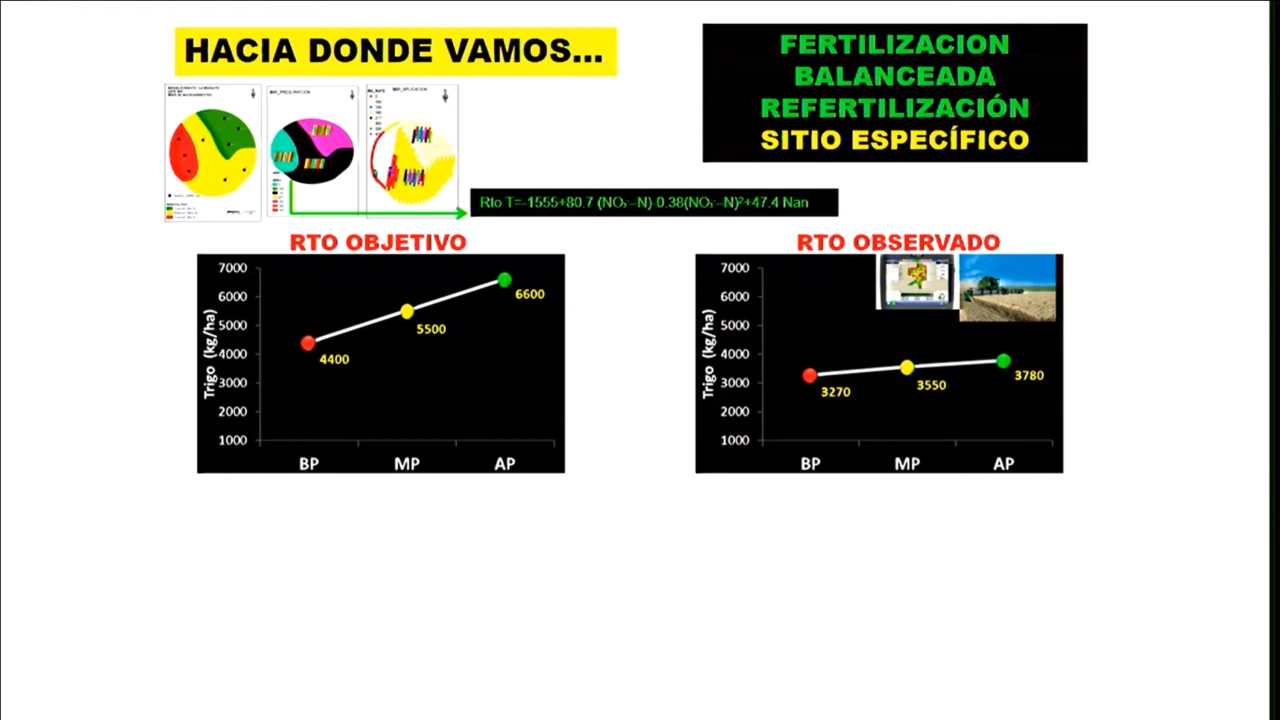 HACIA DONDE VAMOS...
FERTILIZACION
BALANCEADA
REFERTILIZACIÓN
SITIO ESPECÍFICO
Rto T=-1555+80.7 (NO₃⁻–N)-0.38(NO₃⁻–N)²+47.4 Nan
RTO OBJETIVO
Trigo (kg/ha)
7000
6000
5000
4000
3000
2000
1000
4400
5500
6600
BP MP AP
RTO OBSERVADO
Trigo (kg/ha)
7000
6000
5000
4000
3000
2000
1000
3270
3550
3780
BP MP AP